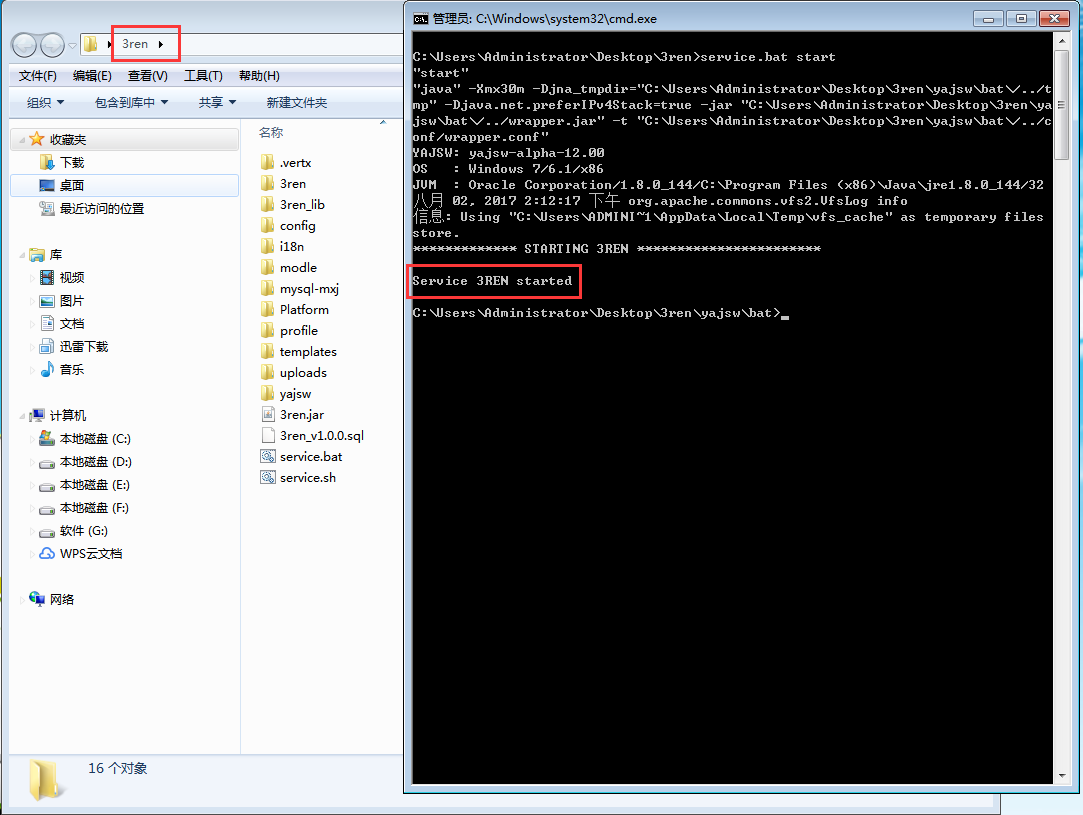 3ren
文件(F) 编辑(E) 查看(V) 工具(T) 帮助(H)
组织 包含到库中 共享 新建文件夹
收藏夹
下载
桌面
最近访问的位置
库
视频
图片
文档
迅雷下载
音乐
计算机
本地磁盘 (C:)
本地磁盘 (D:)
本地磁盘 (E:)
本地磁盘 (F:)
软件 (G:)
WPS云文档
网络
名称
.vertx
3ren
3ren_lib
config
i18n
modle
mysql-mxj
Platform
profile
templates
uploads
yajsw
3ren.jar
3ren_v1.0.0.sql
service.bat
service.sh
16 个对象
管理员: C:\Windows\system32\cmd.exe
C:\Users\Administrator\Desktop\3ren>service.bat start
"start"
"java" -Xmx30m -Djna_tmpdir="C:\Users\Administrator\Desktop\3ren\yajsw\bat\/../t
mp" -Djava.net.preferIPv4Stack=true -jar "C:\Users\Administrator\Desktop\3ren\ya
jsw\bat\/../wrapper.jar" -t "C:\Users\Administrator\Desktop\3ren\yajsw\bat\/../c
onf/wrapper.conf"
YAJSW: yajsw-alpha-12.00
OS   : Windows 7/6.1/x86
JVM  : Oracle Corporation/1.8.0_144/C:\Program Files (x86)\Java\jre1.8.0_144/32
八月 02, 2017 2:12:17 下午 org.apache.commons.vfs2.VfsLog info
信息: Using "C:\Users\ADMINI~1\AppData\Local\Temp\vfs_cache" as temporary files
store.
************* STARTING 3REN ***********************
Service 3REN started
C:\Users\Administrator\Desktop\3ren\yajsw\bat>_